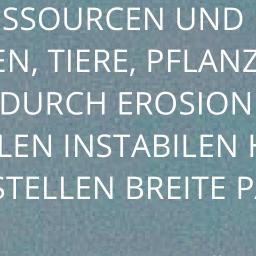 SSOURCEN UND
EN, TIERE, PFLANZ
DURCH EROSION
LEN INSTABILEN H
STELLEN BREITE PA